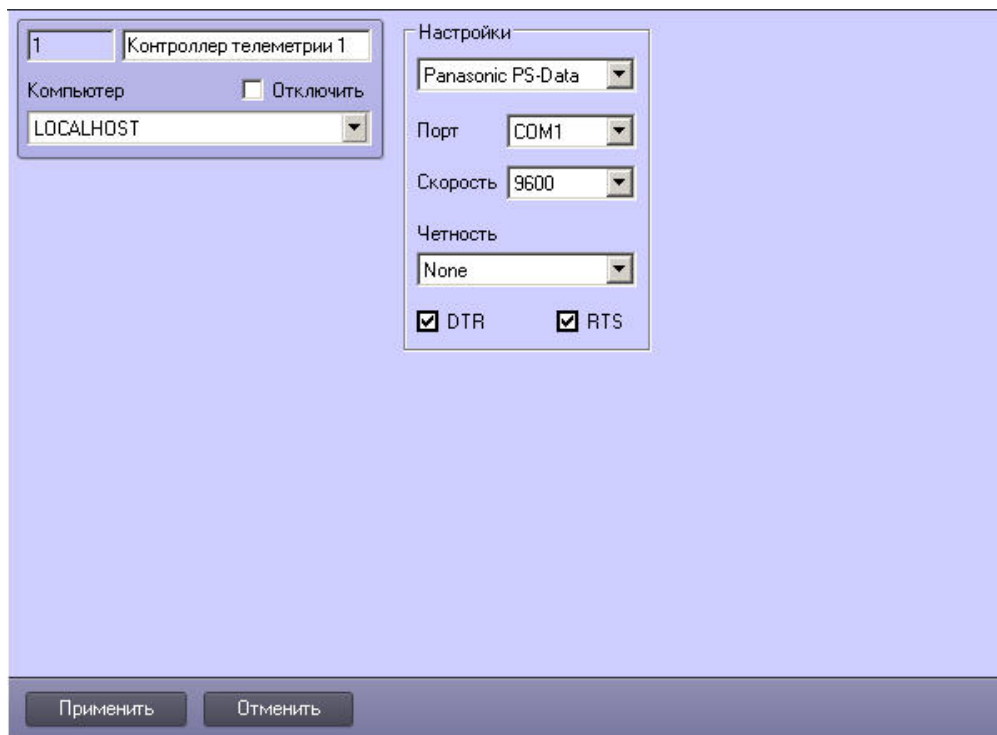 1
Контроллер телеметрии 1
Компьютер
Отключить
LOCALHOST
Настройки
Panasonic PS-Data
Порт
COM1
Скорость
9600
Четность
None
DTR
RTS
Применить
Отменить